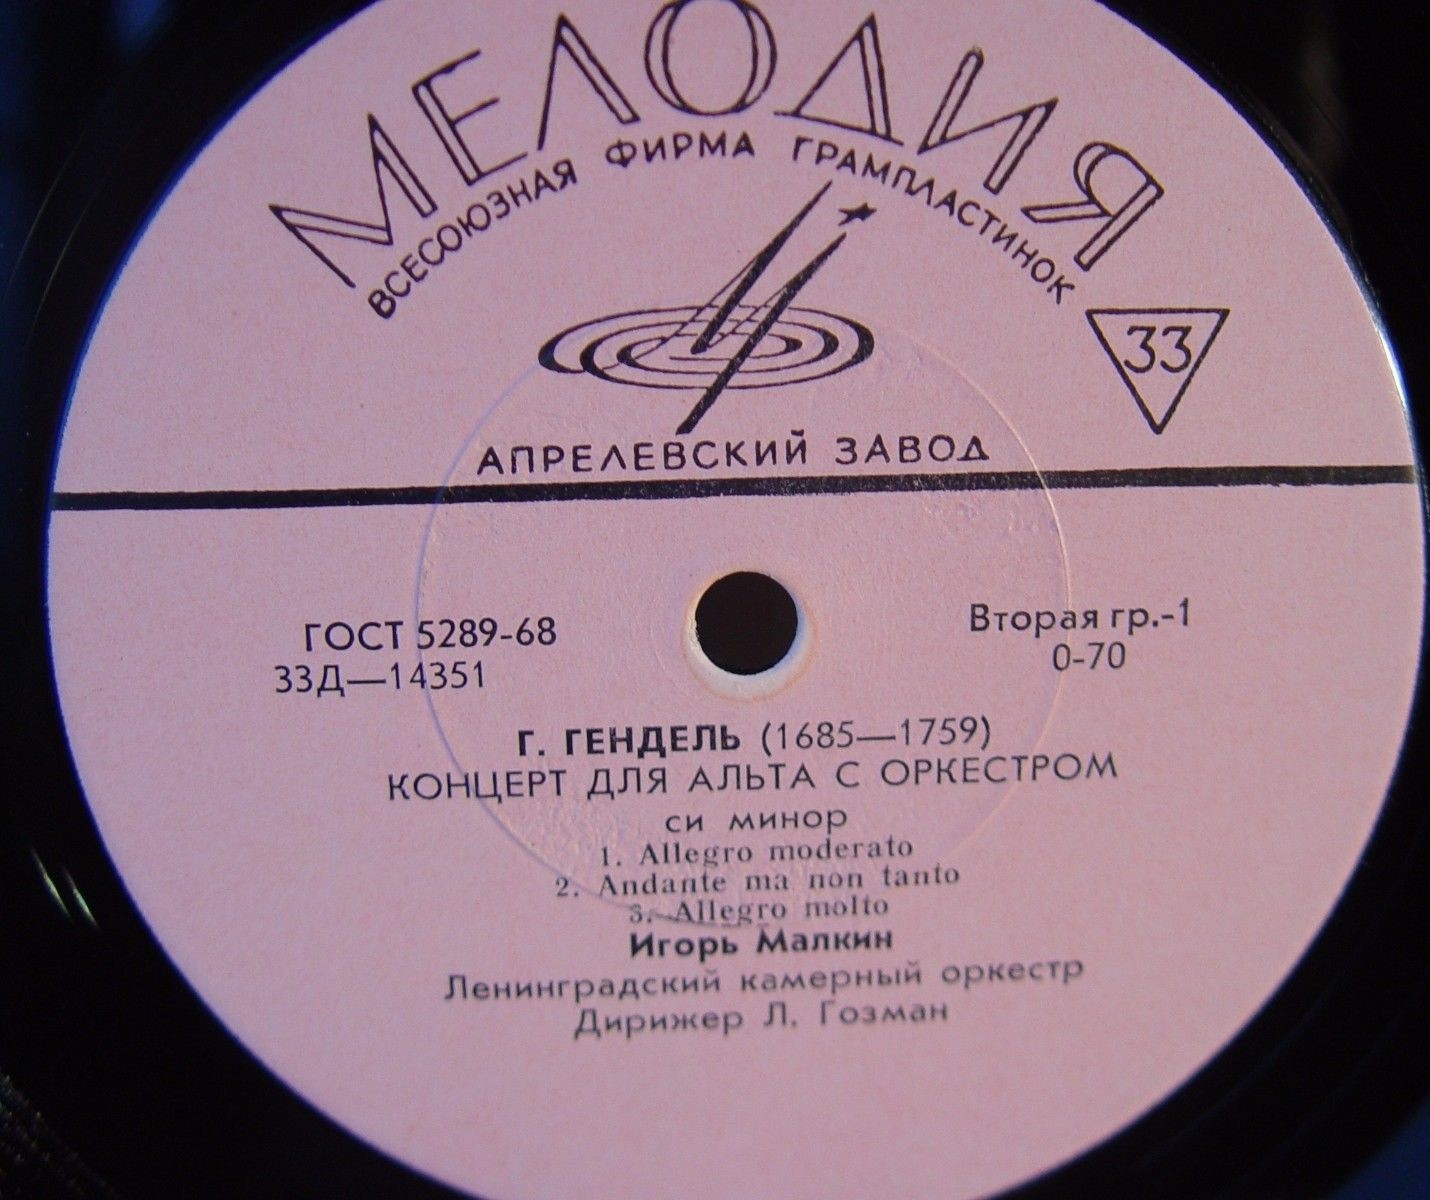 МЕЛОДИЯ
ВСЕСОЮЗНАЯ ФИРМА ГРАМПЛАСТИНОК
33
АПРЕЛЕВСКИЙ ЗАВОД
ГОСТ 5289-68
33Д—14351
Вторая гр.-1
0-70
Г. ГЕНДЕЛЬ (1685—1759)
КОНЦЕРТ ДЛЯ АЛЬТА С ОРКЕСТРОМ
си минор
1. Allegro moderato
2. Andante ma non tanto
3. Allegro molto
Игорь Малкин
Ленинградский камерный оркестр
Дирижер Л. Гозман